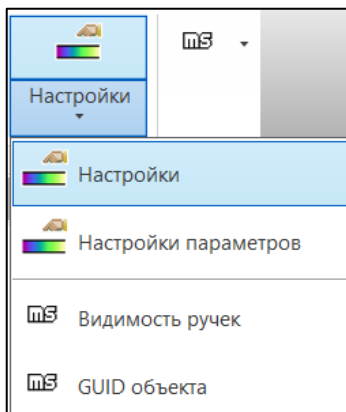 ms
Настройки
Настройки
Настройки параметров
ms Видимость ручек
ms GUID объекта